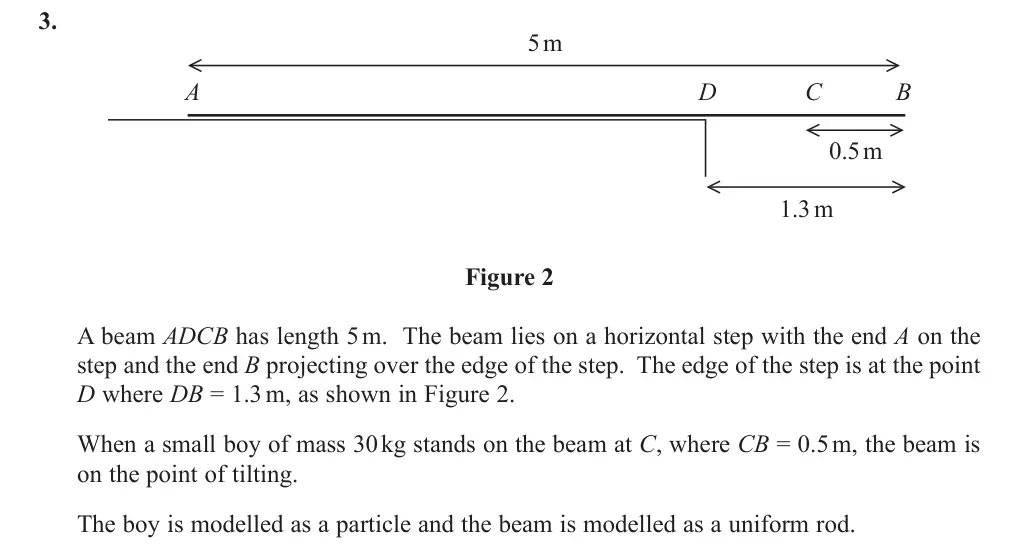 3.
5 m
A D C B
0.5 m
1.3 m
Figure 2
A beam ADCB has length 5 m. The beam lies on a horizontal step with the end A on the
step and the end B projecting over the edge of the step. The edge of the step is at the point
D where DB = 1.3 m, as shown in Figure 2.
When a small boy of mass 30 kg stands on the beam at C, where CB = 0.5 m, the beam is
on the point of tilting.
The boy is modelled as a particle and the beam is modelled as a uniform rod.